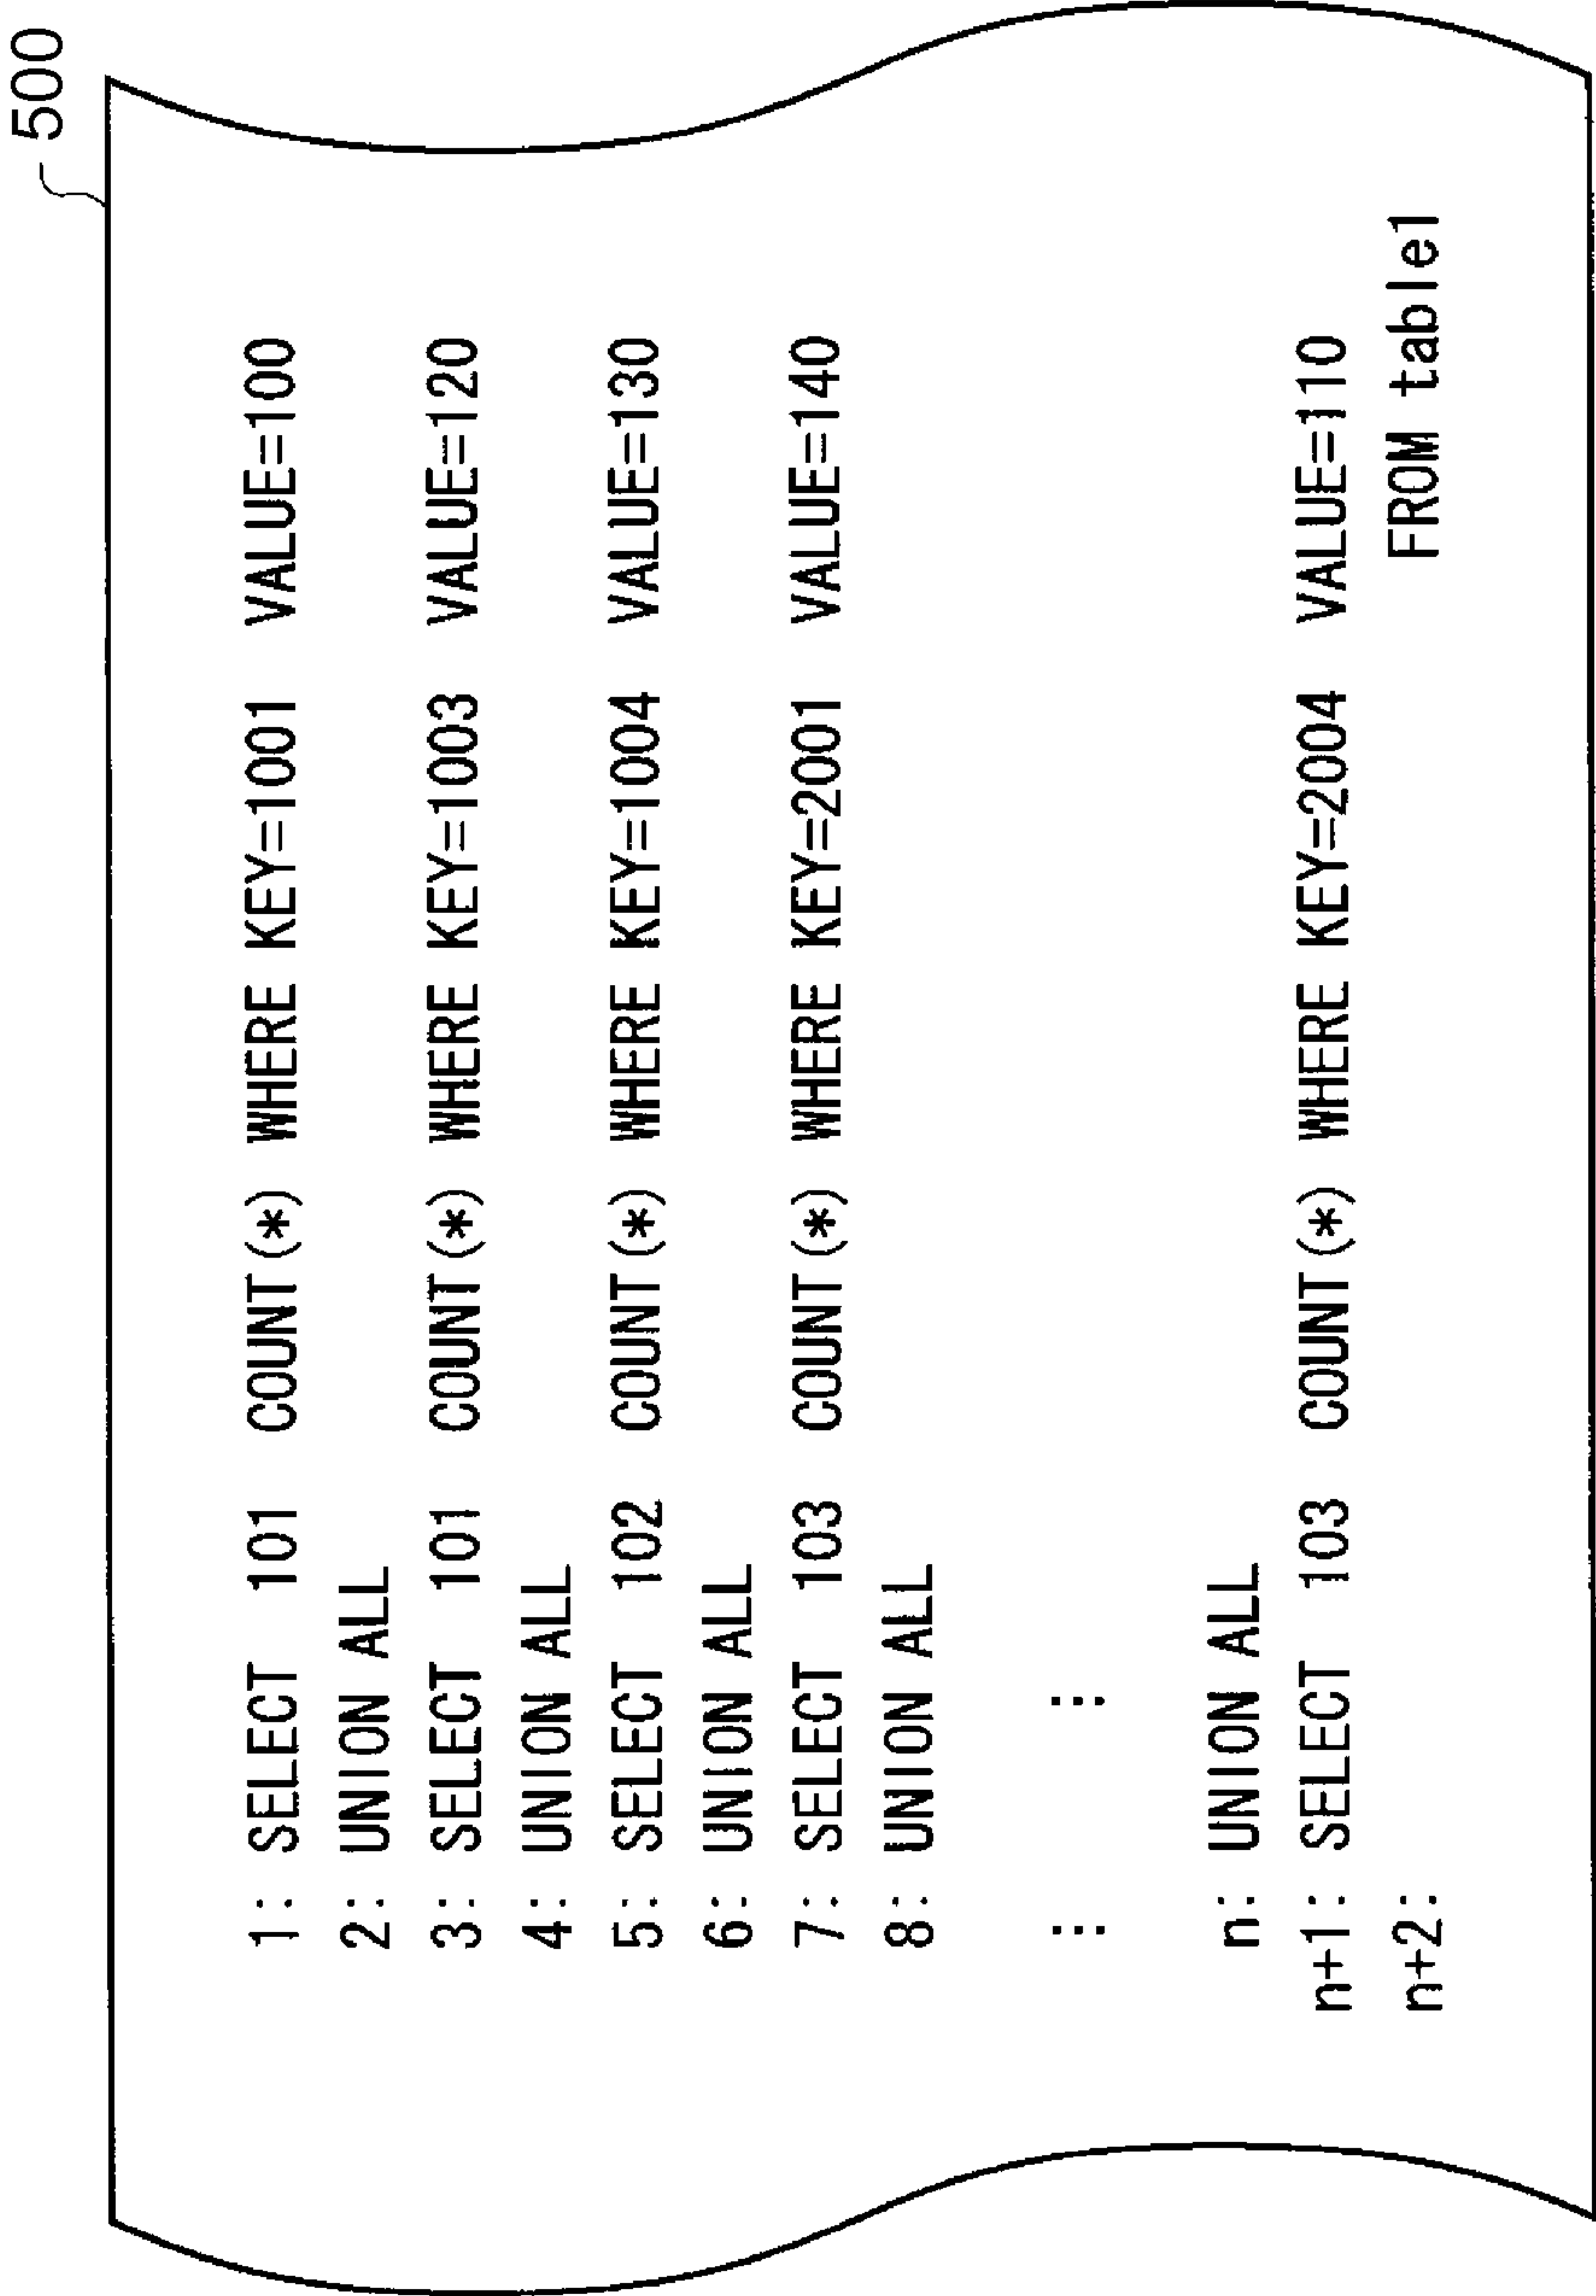 500
1: SELECT 101 COUNT(*) WHERE KEY=1001 VALUE=100
2: UNION ALL
3: SELECT 101 COUNT(*) WHERE KEY=1003 VALUE=120
4: UNION ALL
5: SELECT 102 COUNT(*) WHERE KEY=1004 VALUE=130
6: UNION ALL
7: SELECT 103 COUNT(*) WHERE KEY=2001 VALUE=140
8: UNION ALL
⋮ ⋮
n: UNION ALL
n+1: SELECT 103 COUNT(*) WHERE KEY=2004 VALUE=110
n+2: FROM table1